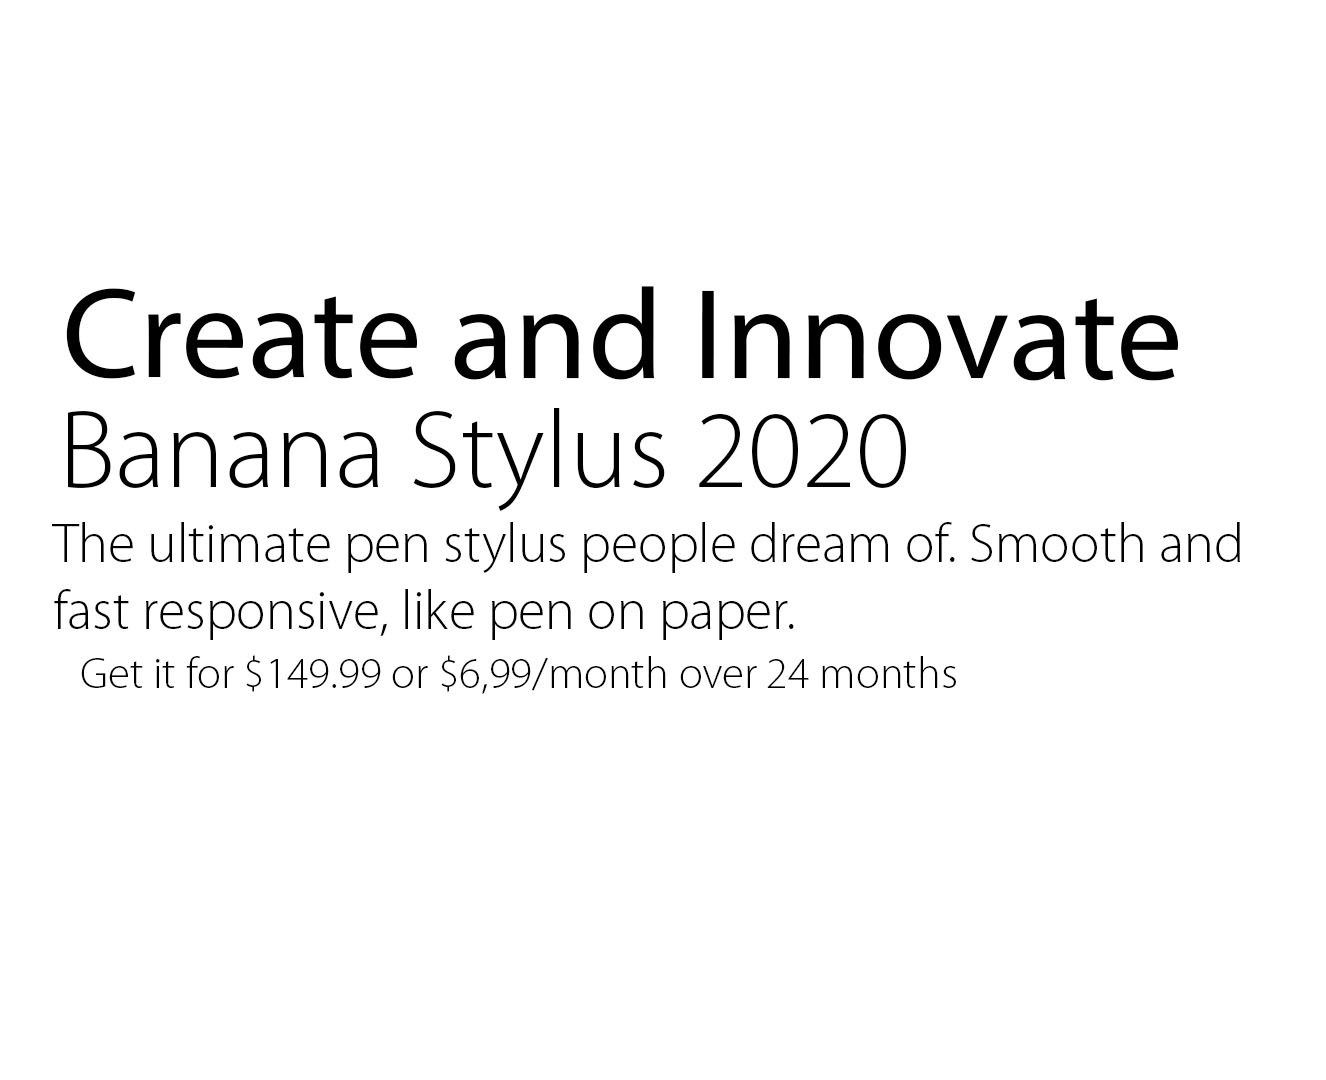 Create and Innovate
Banana Stylus 2020
The ultimate pen stylus people dream of. Smooth and
fast responsive, like pen on paper.
Get it for $149.99 or $6,99/month over 24 months